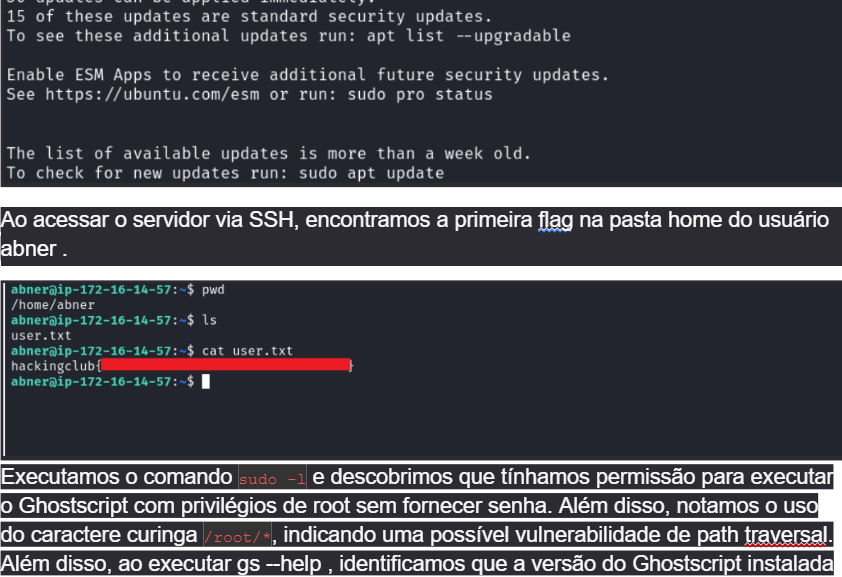 30 updates can be applied immediately.
15 of these updates are standard security updates.
To see these additional updates run: apt list --upgradable
Enable ESM Apps to receive additional future security updates.
See https://ubuntu.com/esm or run: sudo pro status
The list of available updates is more than a week old.
To check for new updates run: sudo apt update
Ao acessar o servidor via SSH, encontramos a primeira flag na pasta home do usuário
abner .
abner@ip-172-16-14-57:~$ pwd
/home/abner
abner@ip-172-16-14-57:~$ ls
user.txt
abner@ip-172-16-14-57:~$ cat user.txt
hackingclub{ }
abner@ip-172-16-14-57:~$
Executamos o comando sudo -l e descobrimos que tínhamos permissão para executar
o Ghostscript com privilégios de root sem fornecer senha. Além disso, notamos o uso
do caractere curinga /root/*, indicando uma possível vulnerabilidade de path traversal.
Além disso, ao executar gs --help , identificamos que a versão do Ghostscript instalada